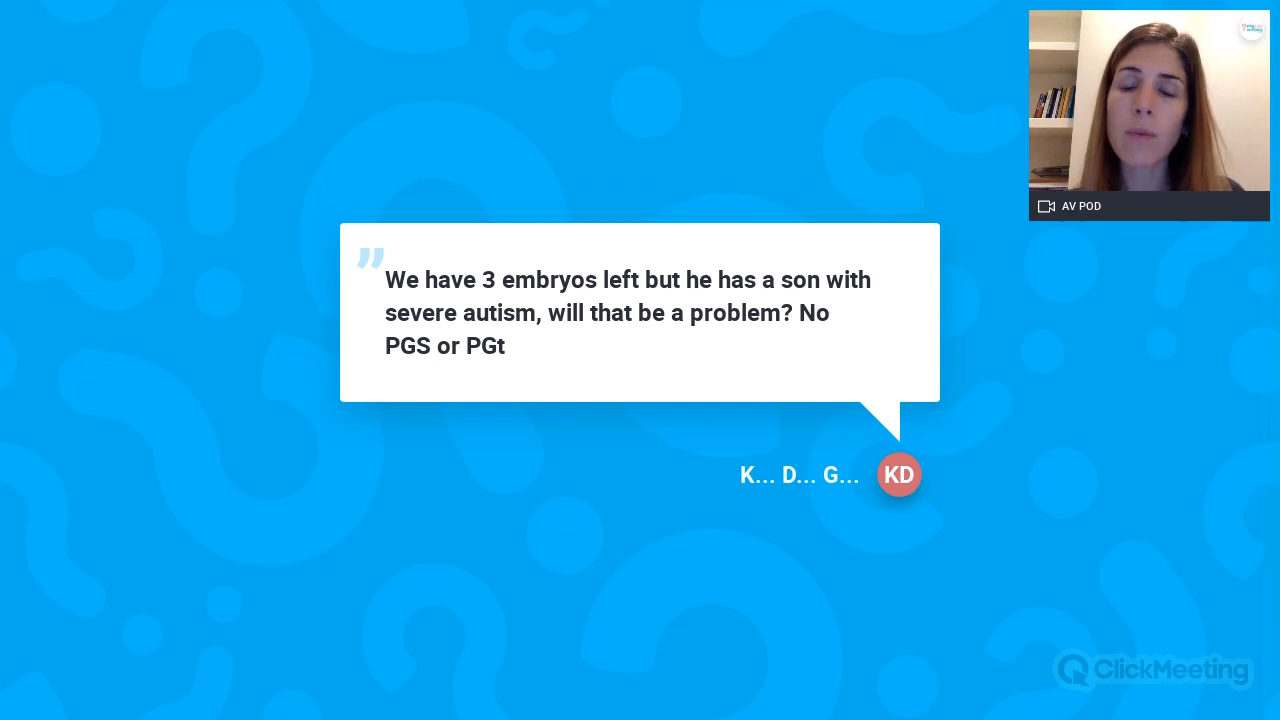 AV POD
”
We have 3 embryos left but he has a son with
severe autism, will that be a problem? No
PGS or PGt
K... D... G...
KD
ClickMeeting